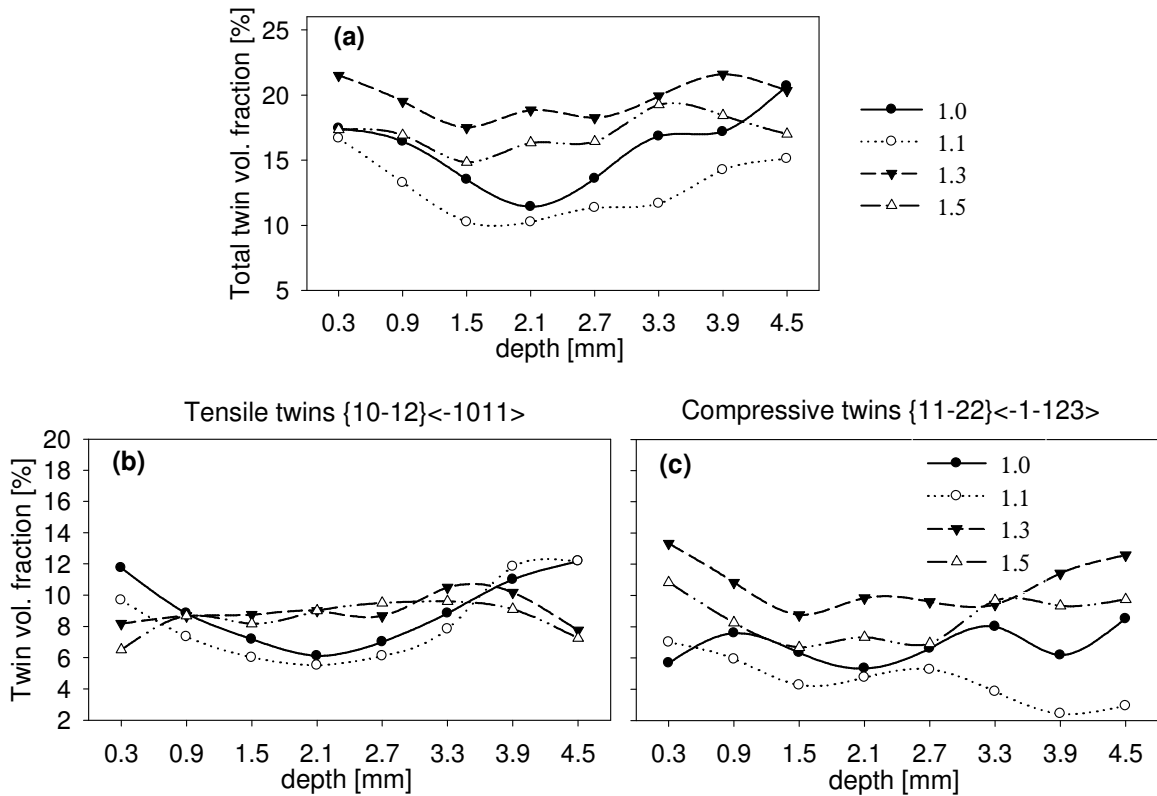 (a)
Total twin vol. fraction [%]
25
20
15
10
5
0.3 0.9 1.5 2.1 2.7 3.3 3.9 4.5
depth [mm]
1.0
1.1
1.3
1.5
Tensile twins {10-12}<-1011>
(b)
Twin vol. fraction [%]
20
18
16
14
12
10
8
6
4
2
0.3 0.9 1.5 2.1 2.7 3.3 3.9 4.5
depth [mm]
Compressive twins {11-22}<-1-123>
(c)
1.0
1.1
1.3
1.5
0.3 0.9 1.5 2.1 2.7 3.3 3.9 4.5
depth [mm]